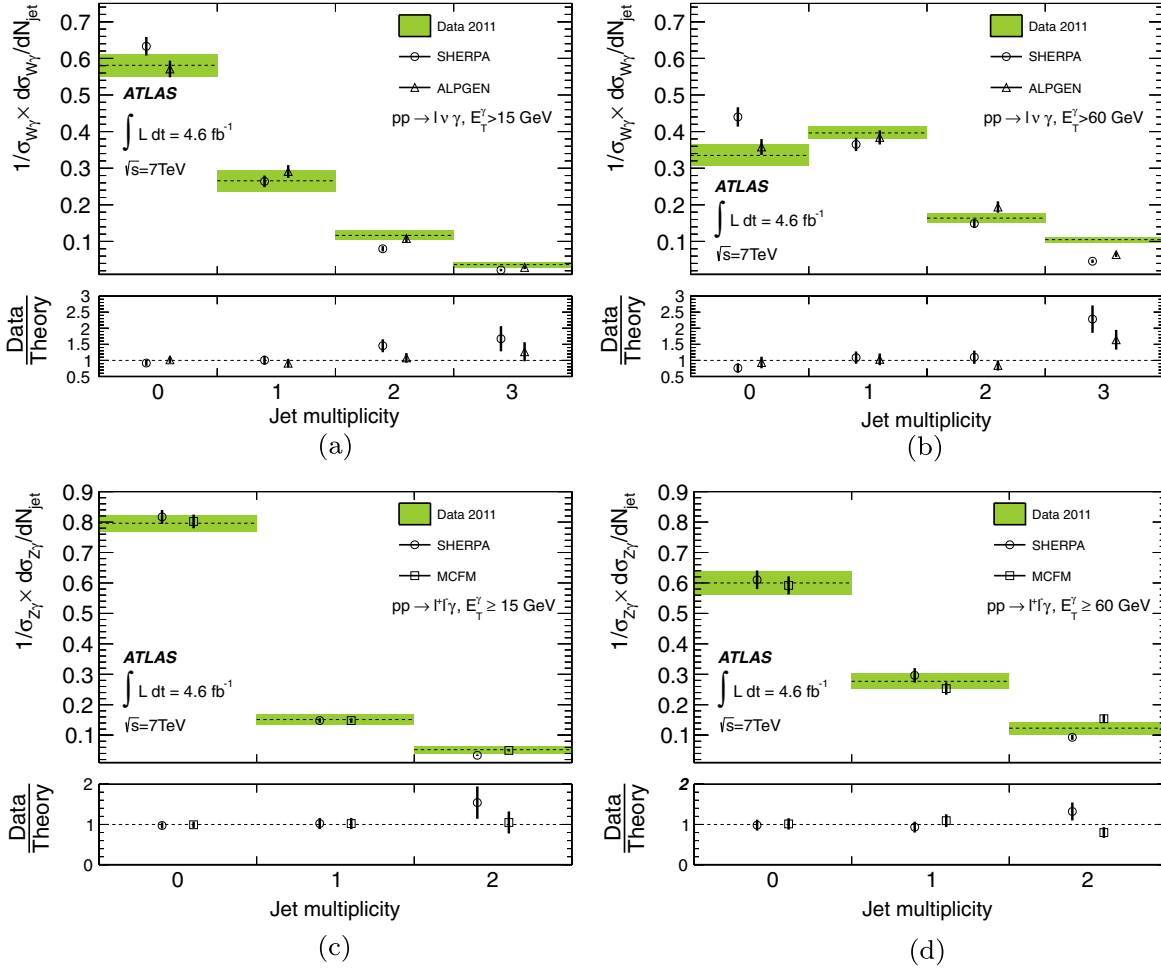 1/σ_Wγ × dσ_Wγ/dN_jet
0.7
0.6
0.5
0.4
0.3
0.2
0.1
Data 2011
SHERPA
ALPGEN
pp → l ν γ, E_T^γ>15 GeV
ATLAS
∫ L dt = 4.6 fb⁻¹
√s=7TeV
Data
Theory
3
2.5
2
1.5
1
0.5
0 1 2 3
Jet multiplicity
(a)
1/σ_Wγ × dσ_Wγ/dN_jet
0.7
0.6
0.5
0.4
0.3
0.2
0.1
Data 2011
SHERPA
ALPGEN
pp → l ν γ, E_T^γ>60 GeV
ATLAS
∫ L dt = 4.6 fb⁻¹
√s=7TeV
Data
Theory
3
2.5
2
1.5
1
0.5
0 1 2 3
Jet multiplicity
(b)
1/σ_Zγ × dσ_Zγ/dN_jet
0.9
0.8
0.7
0.6
0.5
0.4
0.3
0.2
0.1
Data 2011
SHERPA
MCFM
pp → l⁺l⁻γ, E_T^γ ≥ 15 GeV
ATLAS
∫ L dt = 4.6 fb⁻¹
√s=7TeV
Data
Theory
2
1
0
0 1 2
Jet multiplicity
(c)
1/σ_Zγ × dσ_Zγ/dN_jet
0.9
0.8
0.7
0.6
0.5
0.4
0.3
0.2
0.1
Data 2011
SHERPA
MCFM
pp → l⁺l⁻γ, E_T^γ ≥ 60 GeV
ATLAS
∫ L dt = 4.6 fb⁻¹
√s=7TeV
Data
Theory
2
1
0
0 1 2
Jet multiplicity
(d)